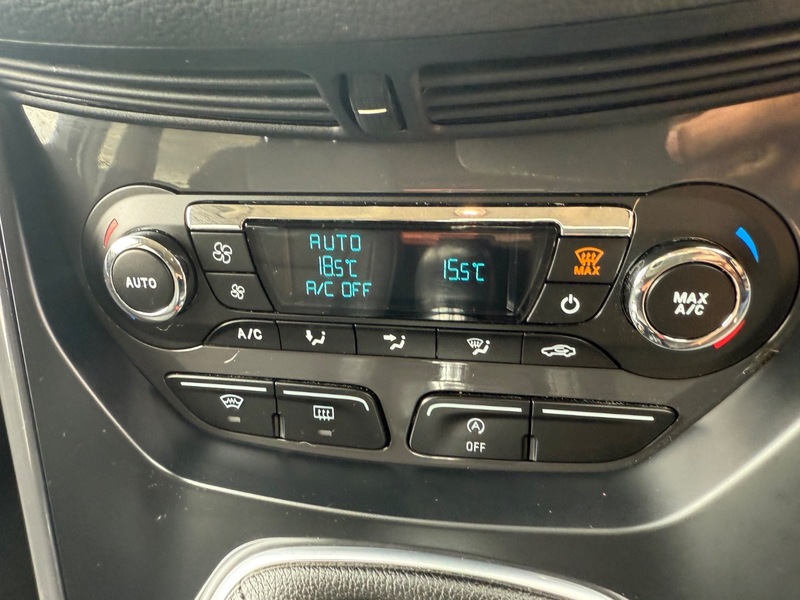 AUTO
18.5°C
A/C OFF
15.5°C
MAX
AUTO
MAX
A/C
A/C
A
OFF